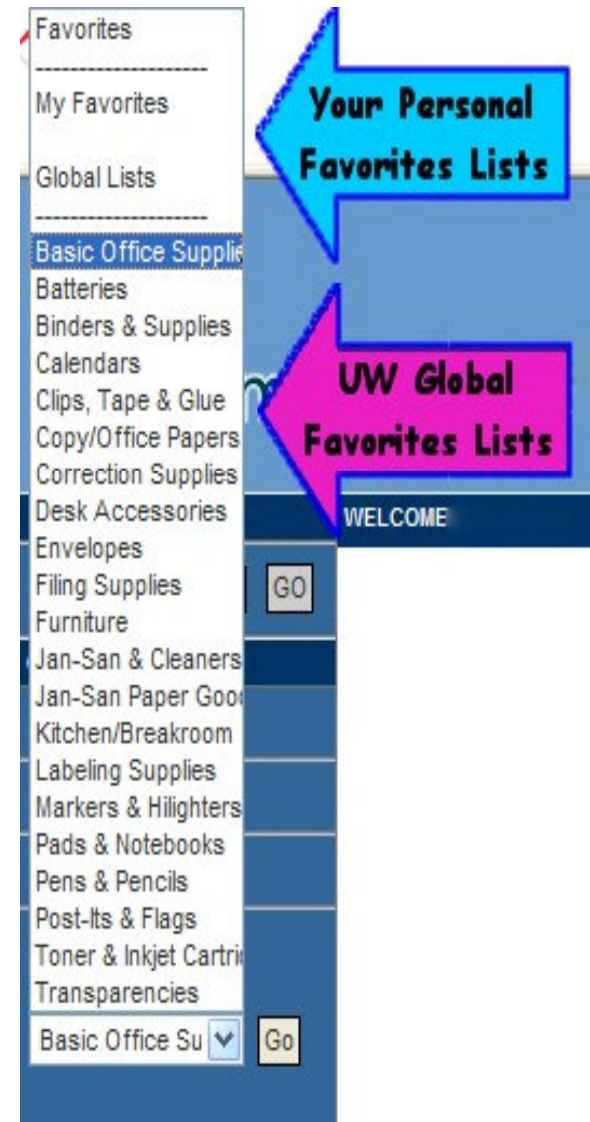 Favorites
--------------------
My Favorites
Global Lists
--------------------
Basic Office Supplie
Batteries
Binders & Supplies
Calendars
Clips, Tape & Glue
Copy/Office Papers
Correction Supplies
Desk Accessories
Envelopes
Filing Supplies
Furniture
Jan-San & Cleaners
Jan-San Paper Goo
Kitchen/Breakroom
Labeling Supplies
Markers & Hilighters
Pads & Notebooks
Pens & Pencils
Post-Its & Flags
Toner & Inkjet Cartri
Transparencies
Basic Office Su
Go
Your Personal
Favorites Lists
UW Global
Favorites Lists
WELCOME
GO